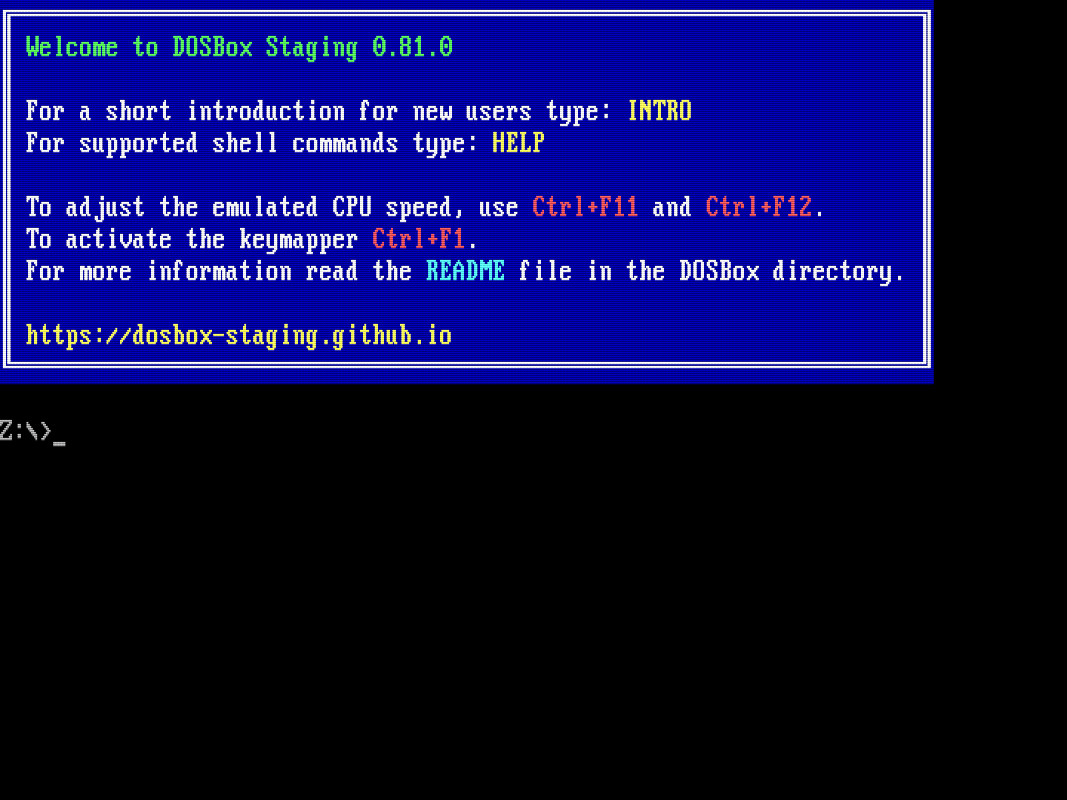 Welcome to DOSBox Staging 0.81.0
For a short introduction for new users type: INTRO
For supported shell commands type: HELP
To adjust the emulated CPU speed, use Ctrl+F11 and Ctrl+F12.
To activate the keymapper Ctrl+F1.
For more information read the README file in the DOSBox directory.
https://dosbox-staging.github.io
Z:\>_